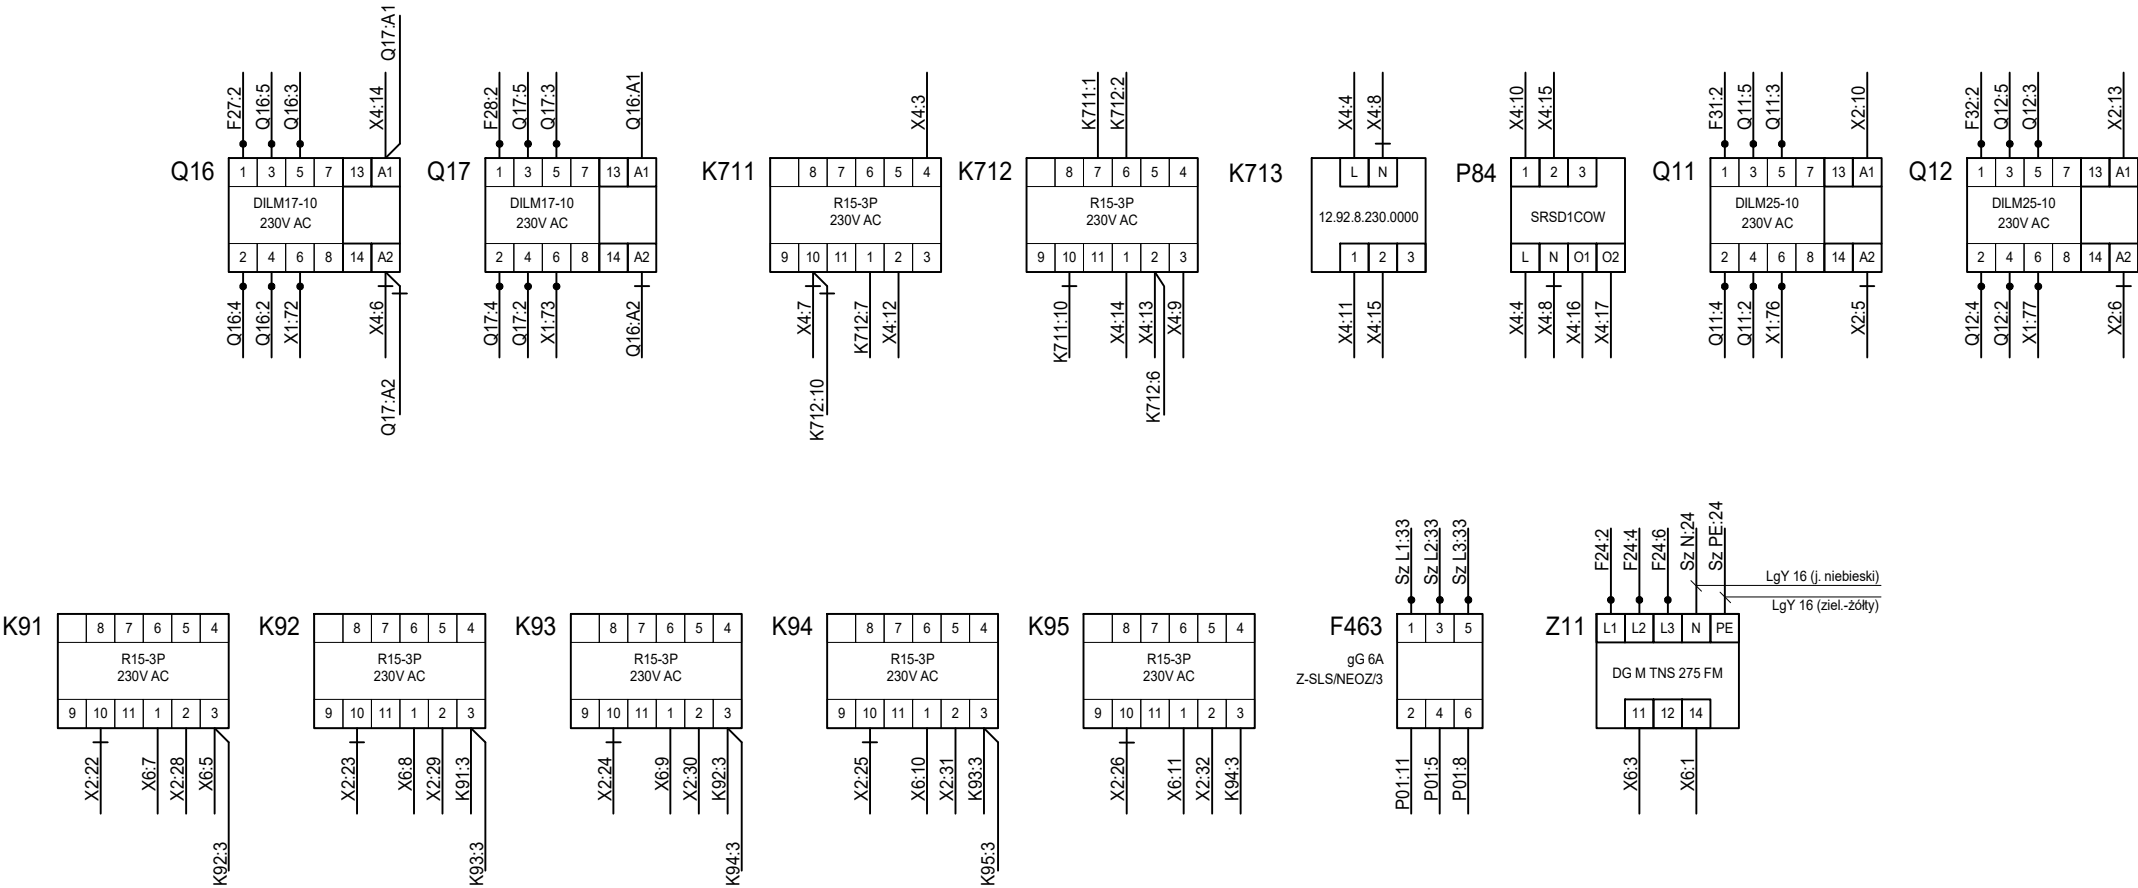 Q17:A1
F27:2 Q16:5 Q16:3 X4:14
Q16
1 3 5 7 13 A1
DILM17-10
230V AC
2 4 6 8 14 A2
Q16:4 Q16:2 X1:72 X4:6
Q17:A2
F28:2 Q17:5 Q17:3 Q16:A1
Q17
1 3 5 7 13 A1
DILM17-10
230V AC
2 4 6 8 14 A2
Q17:4 Q17:2 X1:73 Q16:A2
X4:3
K711
8 7 6 5 4
R15-3P
230V AC
9 10 11 1 2 3
X4:7 K712:7 X4:12
K712:10
K711:1 K712:2
K712
8 7 6 5 4
R15-3P
230V AC
9 10 11 1 2 3
K711:10 X4:14 X4:13 X4:9
K712:6
X4:4 X4:8
K713
L N
12.92.8.230.0000
1 2 3
X4:11 X4:15
X4:10 X4:15
P84
1 2 3
SRSD1COW
L N O1 O2
X4:4 X4:8 X4:16 X4:17
F31:2 Q11:5 Q11:3 X2:10
Q11
1 3 5 7 13 A1
DILM25-10
230V AC
2 4 6 8 14 A2
Q11:4 Q11:2 X1:76 X2:5
F32:2 Q12:5 Q12:3 X2:13
Q12
1 3 5 7 13 A1
DILM25-10
230V AC
2 4 6 8 14 A2
Q12:4 Q12:2 X1:77 X2:6
K91
8 7 6 5 4
R15-3P
230V AC
9 10 11 1 2 3
X2:22 X6:7 X2:28 X6:5
K92:3
K92
8 7 6 5 4
R15-3P
230V AC
9 10 11 1 2 3
X2:23 X6:8 X2:29 K91:3
K93:3
K93
8 7 6 5 4
R15-3P
230V AC
9 10 11 1 2 3
X2:24 X6:9 X2:30 K92:3
K94:3
K94
8 7 6 5 4
R15-3P
230V AC
9 10 11 1 2 3
X2:25 X6:10 X2:31 K93:3
K95:3
K95
8 7 6 5 4
R15-3P
230V AC
9 10 11 1 2 3
X2:26 X6:11 X2:32 K94:3
Sz L1:33 Sz L2:33 Sz L3:33
F463
1 3 5
gG 6A
Z-SLS/NEOZ/3
2 4 6
P01:11 P01:5 P01:8
F24:2 F24:4 F24:6 Sz N:24 Sz PE:24
LgY 16 (j. niebieski)
LgY 16 (ziel.-żółty)
Z11
L1 L2 L3 N PE
DG M TNS 275 FM
11 12 14
X6:3 X6:1